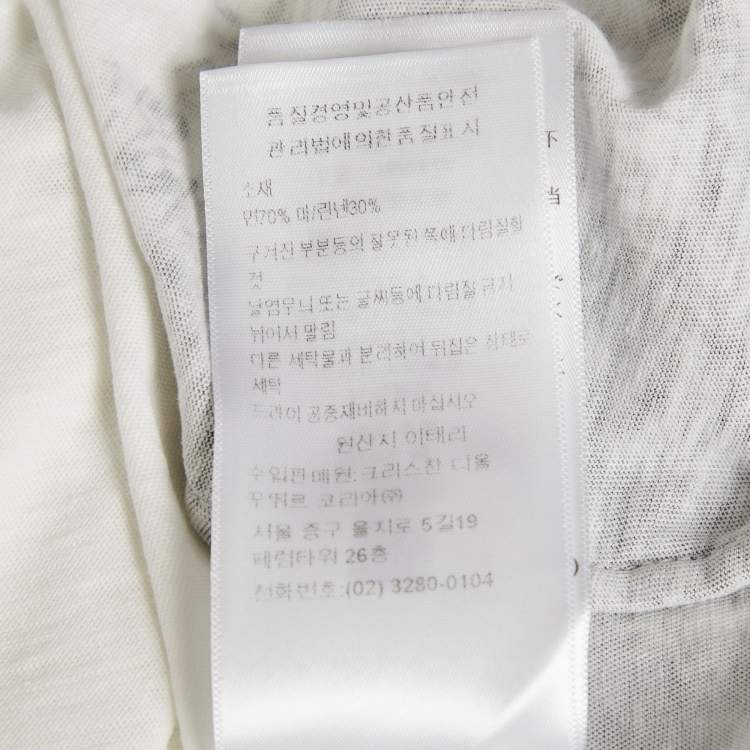 품질경영및공산품안전
관리법에의한품질표시
소재
면70% 마/린넨30%
구겨진 부분등의 잘못된 쪽에 다림질할
것
날염무늬 또는 글씨등에 다림질 금지
뉘어서 말림
다른 세탁물과 분리하여 뒤집은 상태로
세탁
드라이 공중재비하지 마십시오
원산지 이태리
수입판매원:크리스찬 디올
꾸뛰르 코리아㈜
서울 중구 을지로 5길19
페럼타워 26층
전화번호:(02) 3280-0104
不
当